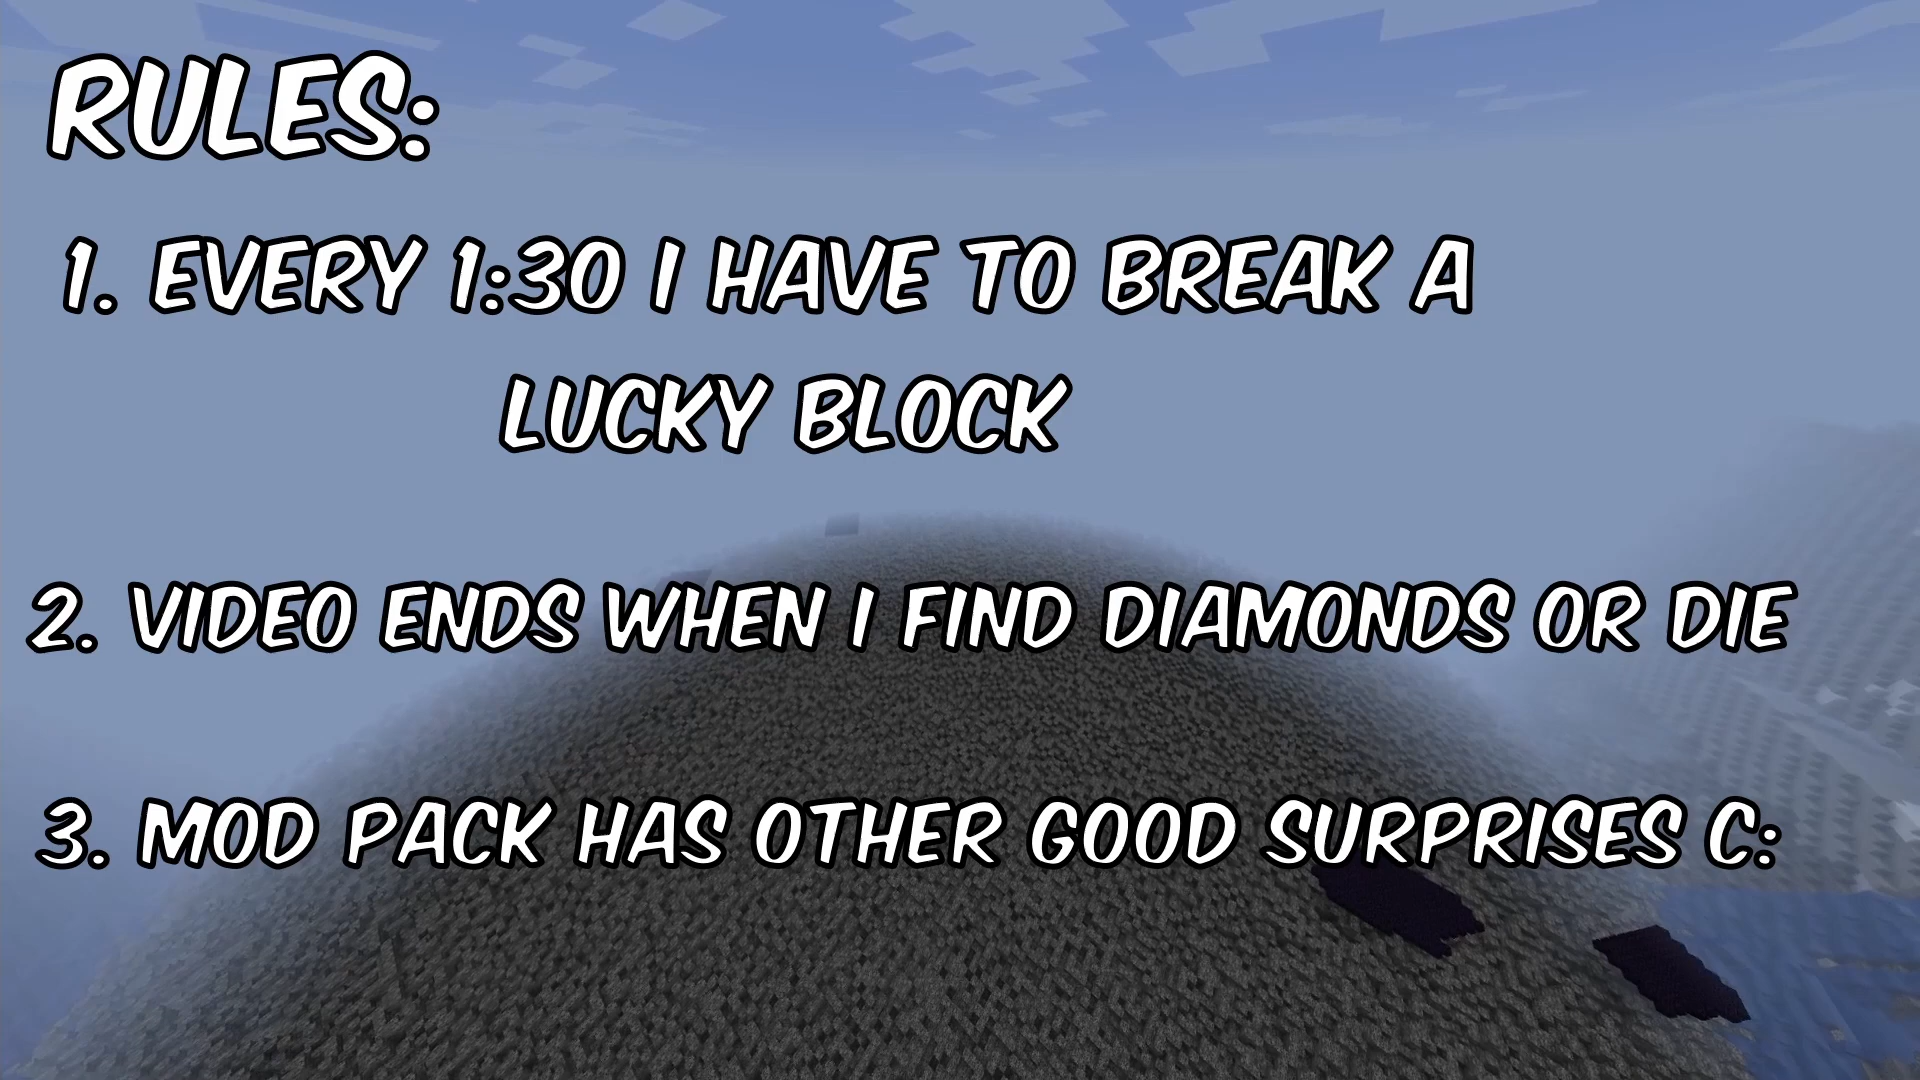 RULES:
1. EVERY 1:30 I HAVE TO BREAK A
LUCKY BLOCK
2. VIDEO ENDS WHEN I FIND DIAMONDS OR DIE
3. MOD PACK HAS OTHER GOOD SURPRISES C: